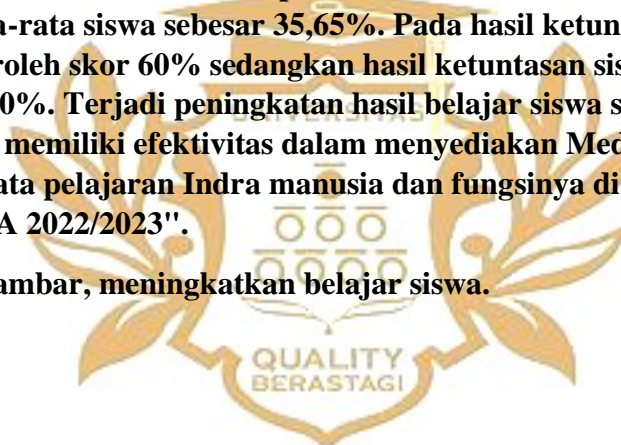 a-rata siswa sebesar 35,65%. Pada hasil ketun
roleh skor 60% sedangkan hasil ketuntasan sis
0%. Terjadi peningkatan hasil belajar siswa s
UNIVERSITAS
memiliki efektivitas dalam menyediakan Med
ata pelajaran Indra manusia dan fungsinya di
A 2022/2023".
ambar, meningkatkan belajar siswa.
QUALITY
BERASTAGI